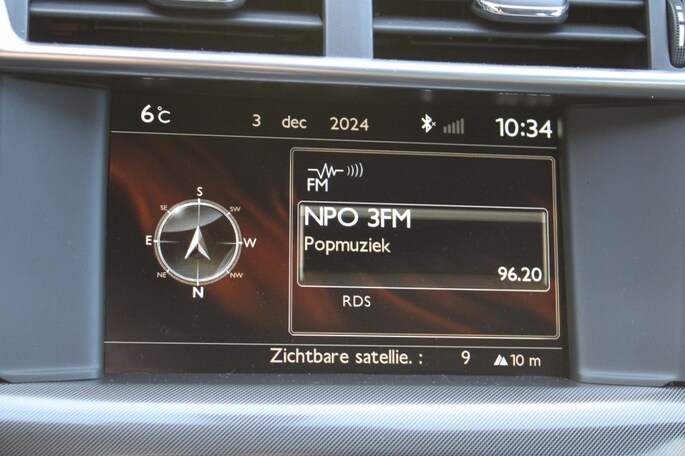 6°C 3 dec 2024 10:34
FM
NPO 3FM
Popmuziek
96.20
RDS
S
SE SW
E W
NE NW
N
Zichtbare satellie. : 9 10 m